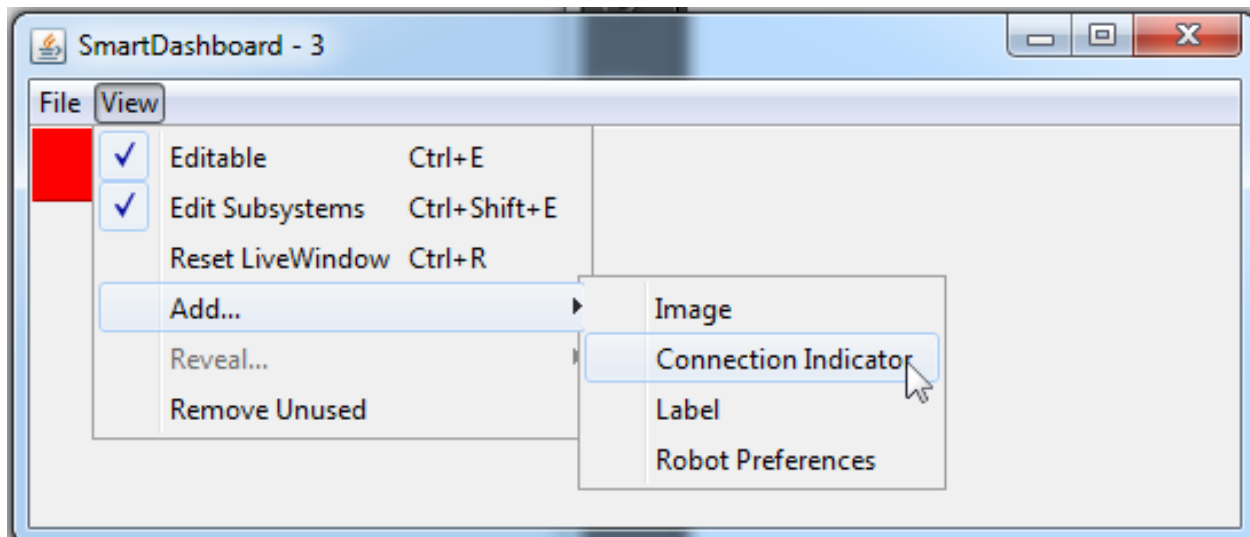 SmartDashboard - 3
File View
Editable Ctrl+E
Edit Subsystems Ctrl+Shift+E
Reset LiveWindow Ctrl+R
Add...
Image
Reveal...
Connection Indicator
Remove Unused
Label
Robot Preferences